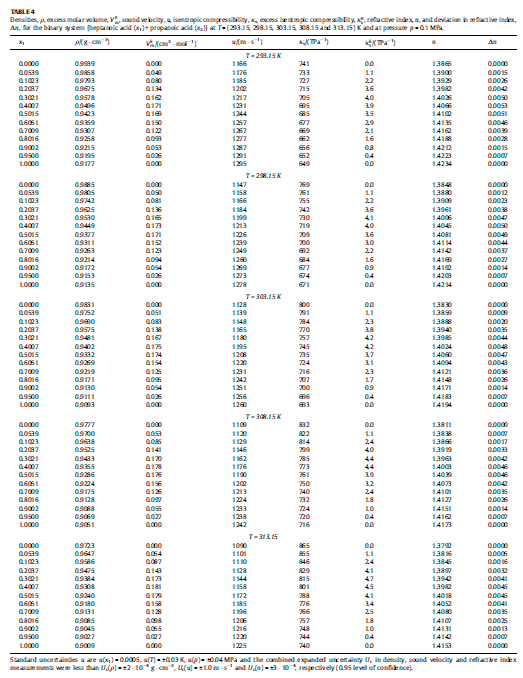 TABLE 4
Densities, ρ, excess molar volume, V^E_m, sound velocity, u, isentropic compressibility, κs, excess isentropic compressibility, κ^E_s, refractive index, n, and deviation in refractive index,
Δn, for the binary system {heptanoic acid (x1) + propanoic acid (x2)} at T = (293.15, 298.15, 303.15, 308.15 and 313.15) K and at pressure p = 0.1 MPa.
x1 ρ/(g · cm−3) V^E_m/(cm3 · mol−1) u/(m · s−1) κs/(TPa−1) κ^E_s/(TPa−1) n Δn
T = 293.15 K
0.0000 0.9939 0.000 1166 741 0.0 1.3865 0.0000
0.0539 0.9858 0.049 1176 733 1.1 1.3900 0.0015
0.1023 0.9793 0.080 1185 727 2.2 1.3929 0.0026
0.2037 0.9675 0.134 1202 715 3.6 1.3982 0.0042
0.3021 0.9578 0.162 1217 705 4.0 1.4026 0.0050
0.4007 0.9496 0.171 1231 695 3.9 1.4066 0.0053
0.5015 0.9423 0.169 1244 685 3.5 1.4102 0.0051
0.6051 0.9359 0.150 1257 677 2.9 1.4135 0.0046
0.7009 0.9307 0.122 1267 669 2.1 1.4162 0.0039
0.8016 0.9258 0.093 1277 662 1.6 1.4188 0.0028
0.9002 0.9215 0.053 1287 656 0.8 1.4212 0.0015
0.9500 0.9195 0.026 1291 652 0.4 1.4223 0.0007
1.0000 0.9177 0.000 1295 649 0.0 1.4234 0.0000
T = 298.15 K
0.0000 0.9885 0.000 1147 769 0.0 1.3848 0.0000
0.0539 0.9805 0.050 1158 761 1.1 1.3880 0.0012
0.1023 0.9742 0.081 1166 755 2.2 1.3909 0.0023
0.2037 0.9625 0.136 1184 742 3.6 1.3961 0.0038
0.3021 0.9530 0.165 1199 730 4.1 1.4006 0.0047
0.4007 0.9449 0.173 1213 719 4.0 1.4045 0.0050
0.5015 0.9377 0.171 1226 709 3.6 1.4081 0.0049
0.6051 0.9311 0.152 1239 700 3.0 1.4114 0.0044
0.7009 0.9263 0.123 1249 692 2.2 1.4142 0.0037
0.8016 0.9214 0.094 1260 684 1.6 1.4169 0.0027
0.9002 0.9172 0.054 1269 677 0.9 1.4192 0.0014
0.9500 0.9153 0.026 1273 674 0.4 1.4203 0.0007
1.0000 0.9135 0.000 1278 671 0.0 1.4214 0.0000
T = 303.15 K
0.0000 0.9831 0.000 1128 800 0.0 1.3830 0.0000
0.0539 0.9752 0.051 1139 791 1.1 1.3859 0.0009
0.1023 0.9690 0.083 1148 784 2.3 1.3888 0.0020
0.2037 0.9575 0.138 1165 770 3.8 1.3940 0.0035
0.3021 0.9481 0.167 1180 757 4.2 1.3985 0.0044
0.4007 0.9402 0.175 1195 745 4.2 1.4024 0.0048
0.5015 0.9332 0.174 1208 735 3.7 1.4060 0.0047
0.6051 0.9269 0.154 1220 724 3.1 1.4094 0.0043
0.7009 0.9219 0.125 1231 716 2.3 1.4121 0.0036
0.8016 0.9171 0.095 1242 707 1.7 1.4148 0.0026
0.9002 0.9130 0.054 1251 700 0.9 1.4171 0.0014
0.9500 0.9111 0.026 1256 696 0.4 1.4183 0.0007
1.0000 0.9093 0.000 1260 693 0.0 1.4194 0.0000
T = 308.15 K
0.0000 0.9777 0.000 1109 832 0.0 1.3811 0.0000
0.0539 0.9700 0.053 1120 822 1.1 1.3838 0.0007
0.1023 0.9638 0.085 1129 814 2.4 1.3866 0.0017
0.2037 0.9525 0.141 1146 799 4.0 1.3919 0.0033
0.3021 0.9433 0.170 1162 785 4.4 1.3963 0.0042
0.4007 0.9355 0.178 1176 773 4.4 1.4003 0.0046
0.5015 0.9286 0.176 1190 761 3.9 1.4039 0.0046
0.6051 0.9224 0.156 1202 750 3.2 1.4073 0.0042
0.7009 0.9175 0.126 1213 740 2.4 1.4101 0.0035
0.8016 0.9128 0.097 1224 732 1.8 1.4127 0.0026
0.9002 0.9088 0.055 1233 724 1.0 1.4151 0.0014
0.9500 0.9069 0.027 1238 720 0.4 1.4162 0.0007
1.0000 0.9051 0.000 1242 716 0.0 1.4173 0.0000
T = 313.15
0.0000 0.9723 0.000 1090 865 0.0 1.3792 0.0000
0.0539 0.9647 0.054 1101 855 1.1 1.3816 0.0005
0.1023 0.9586 0.087 1110 846 2.4 1.3845 0.0016
0.2037 0.9475 0.143 1128 829 4.1 1.3897 0.0032
0.3021 0.9384 0.173 1144 815 4.7 1.3942 0.0041
0.4007 0.9308 0.181 1158 801 4.5 1.3982 0.0045
0.5015 0.9240 0.179 1172 788 4.1 1.4018 0.0045
0.6051 0.9180 0.158 1185 776 3.4 1.4052 0.0041
0.7009 0.9131 0.128 1196 766 2.5 1.4080 0.0035
0.8016 0.9085 0.098 1206 757 1.8 1.4107 0.0025
0.9002 0.9045 0.055 1216 748 1.0 1.4131 0.0013
0.9500 0.9027 0.027 1220 744 0.4 1.4142 0.0007
1.0000 0.9009 0.000 1225 740 0.0 1.4153 0.0000
Standard uncertainties u are u(x1) = 0.0005, u(T) = ±0.03 K, u(p) = ±0.04 MPa and the combined expanded uncertainty Uc in density, sound velocity and refractive index
measurements were less than Uc(ρ) = ±2 · 10−4 g · cm−3, Uc(u) = ±1.0 m · s−1 and Uc(n) = ±3 · 10−4, respectively (0.95 level of confidence).